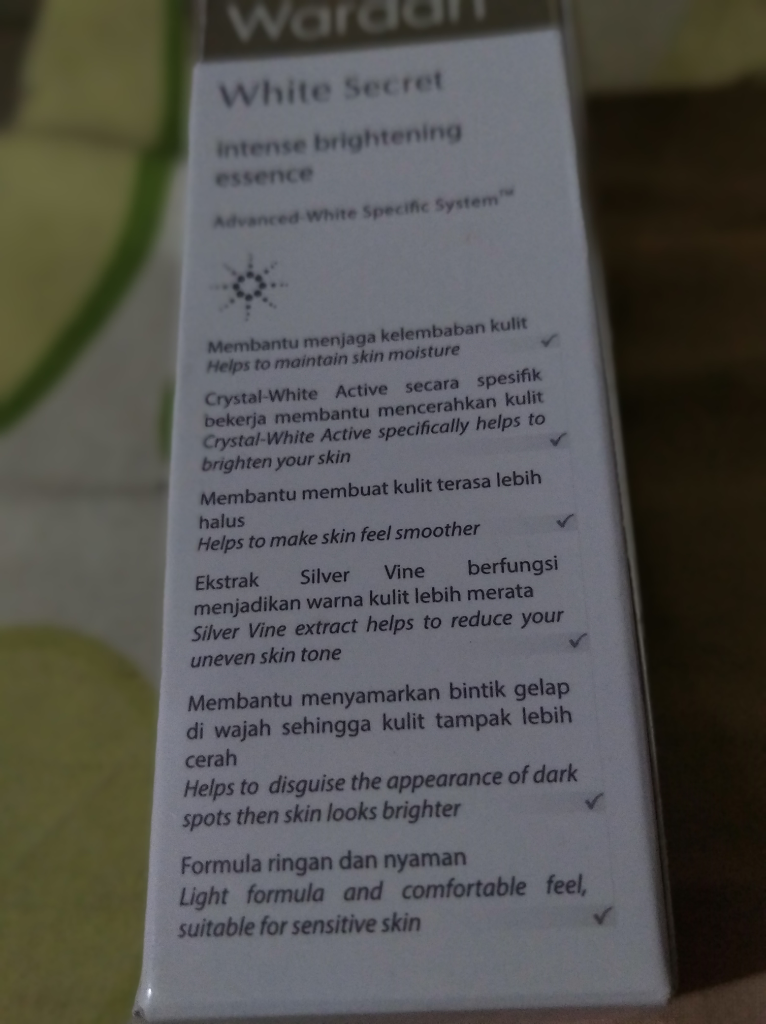 Wardah
White Secret
intense brightening
essence
Advanced-White Specific System™
Membantu menjaga kelembaban kulit
Helps to maintain skin moisture
Crystal-White Active secara spesifik
bekerja membantu mencerahkan kulit
Crystal-White Active specifically helps to
brighten your skin
Membantu membuat kulit terasa lebih
halus
Helps to make skin feel smoother
Ekstrak Silver Vine berfungsi
menjadikan warna kulit lebih merata
Silver Vine extract helps to reduce your
uneven skin tone
Membantu menyamarkan bintik gelap
di wajah sehingga kulit tampak lebih
cerah
Helps to disguise the appearance of dark
spots then skin looks brighter
Formula ringan dan nyaman
Light formula and comfortable feel,
suitable for sensitive skin